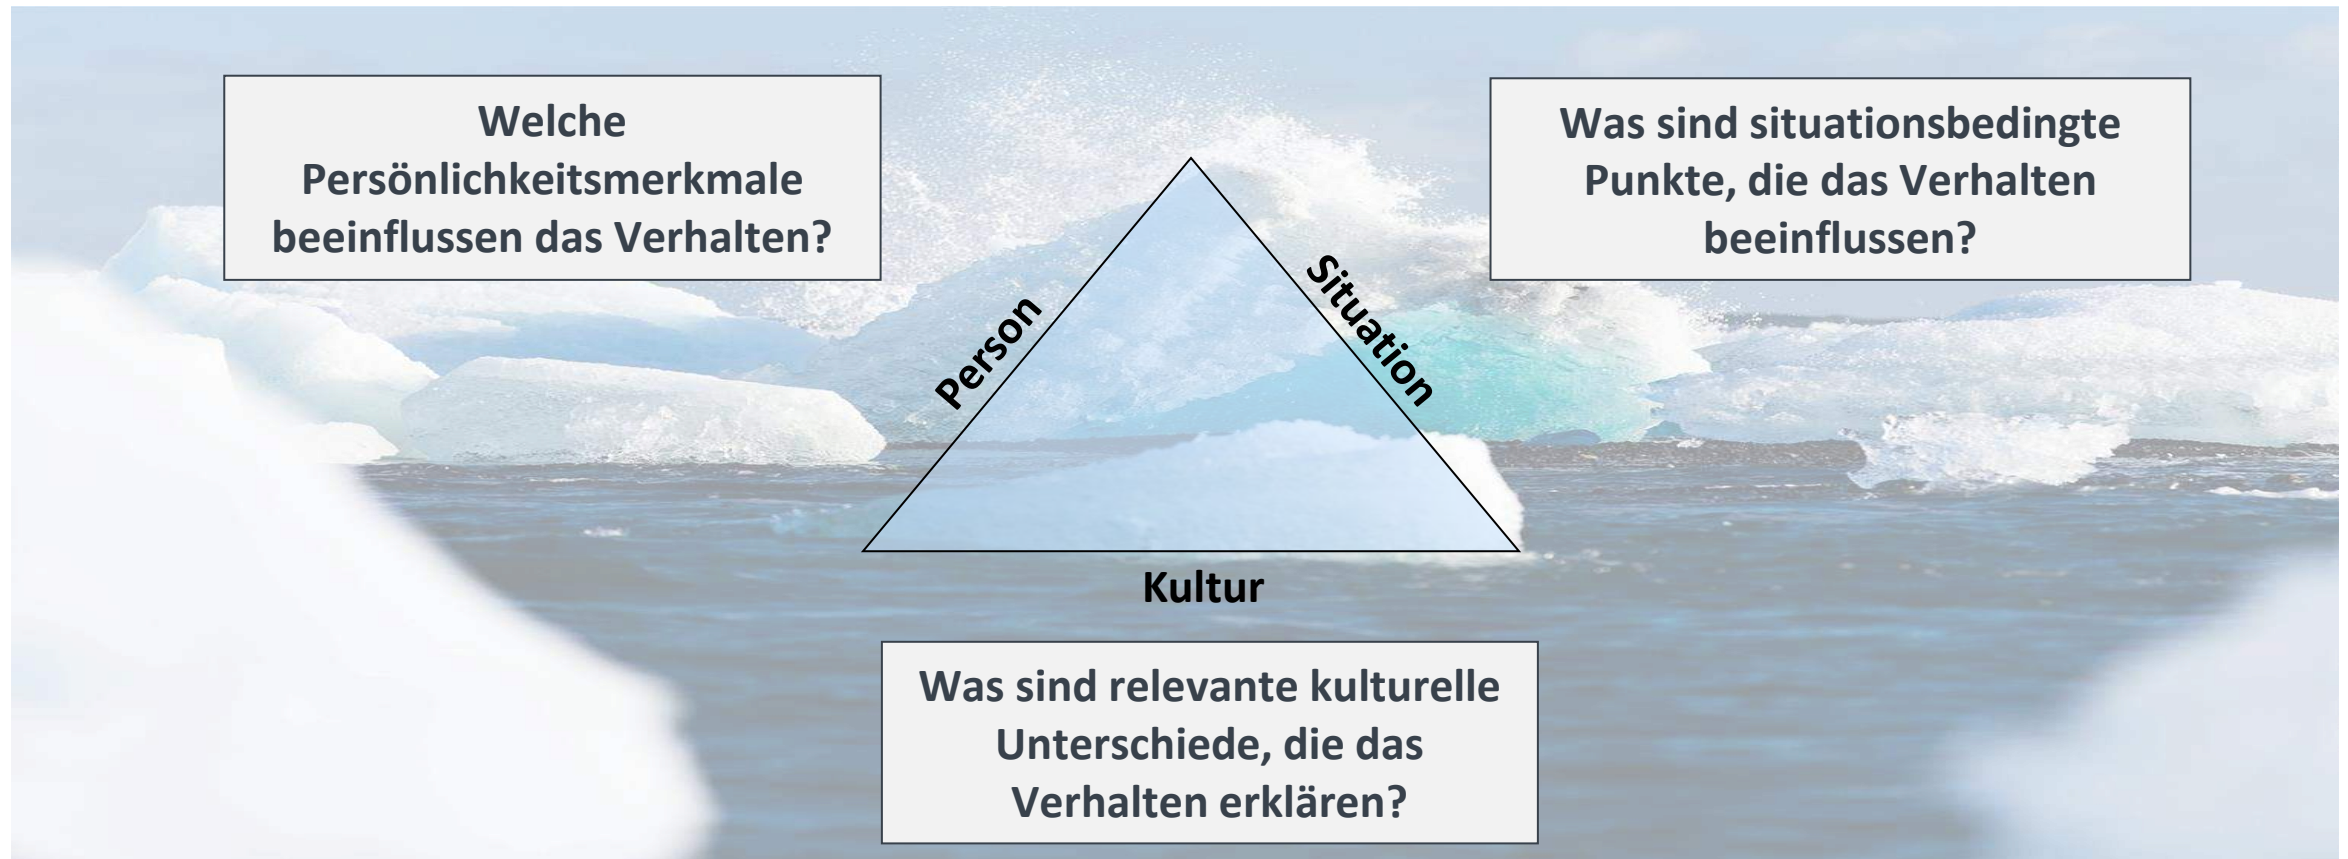 Welche
Persönlichkeitsmerkmale
beeinflussen das Verhalten?
Was sind situationsbedingte
Punkte, die das Verhalten
beeinflussen?
Person
Situation
Kultur
Was sind relevante kulturelle
Unterschiede, die das
Verhalten erklären?